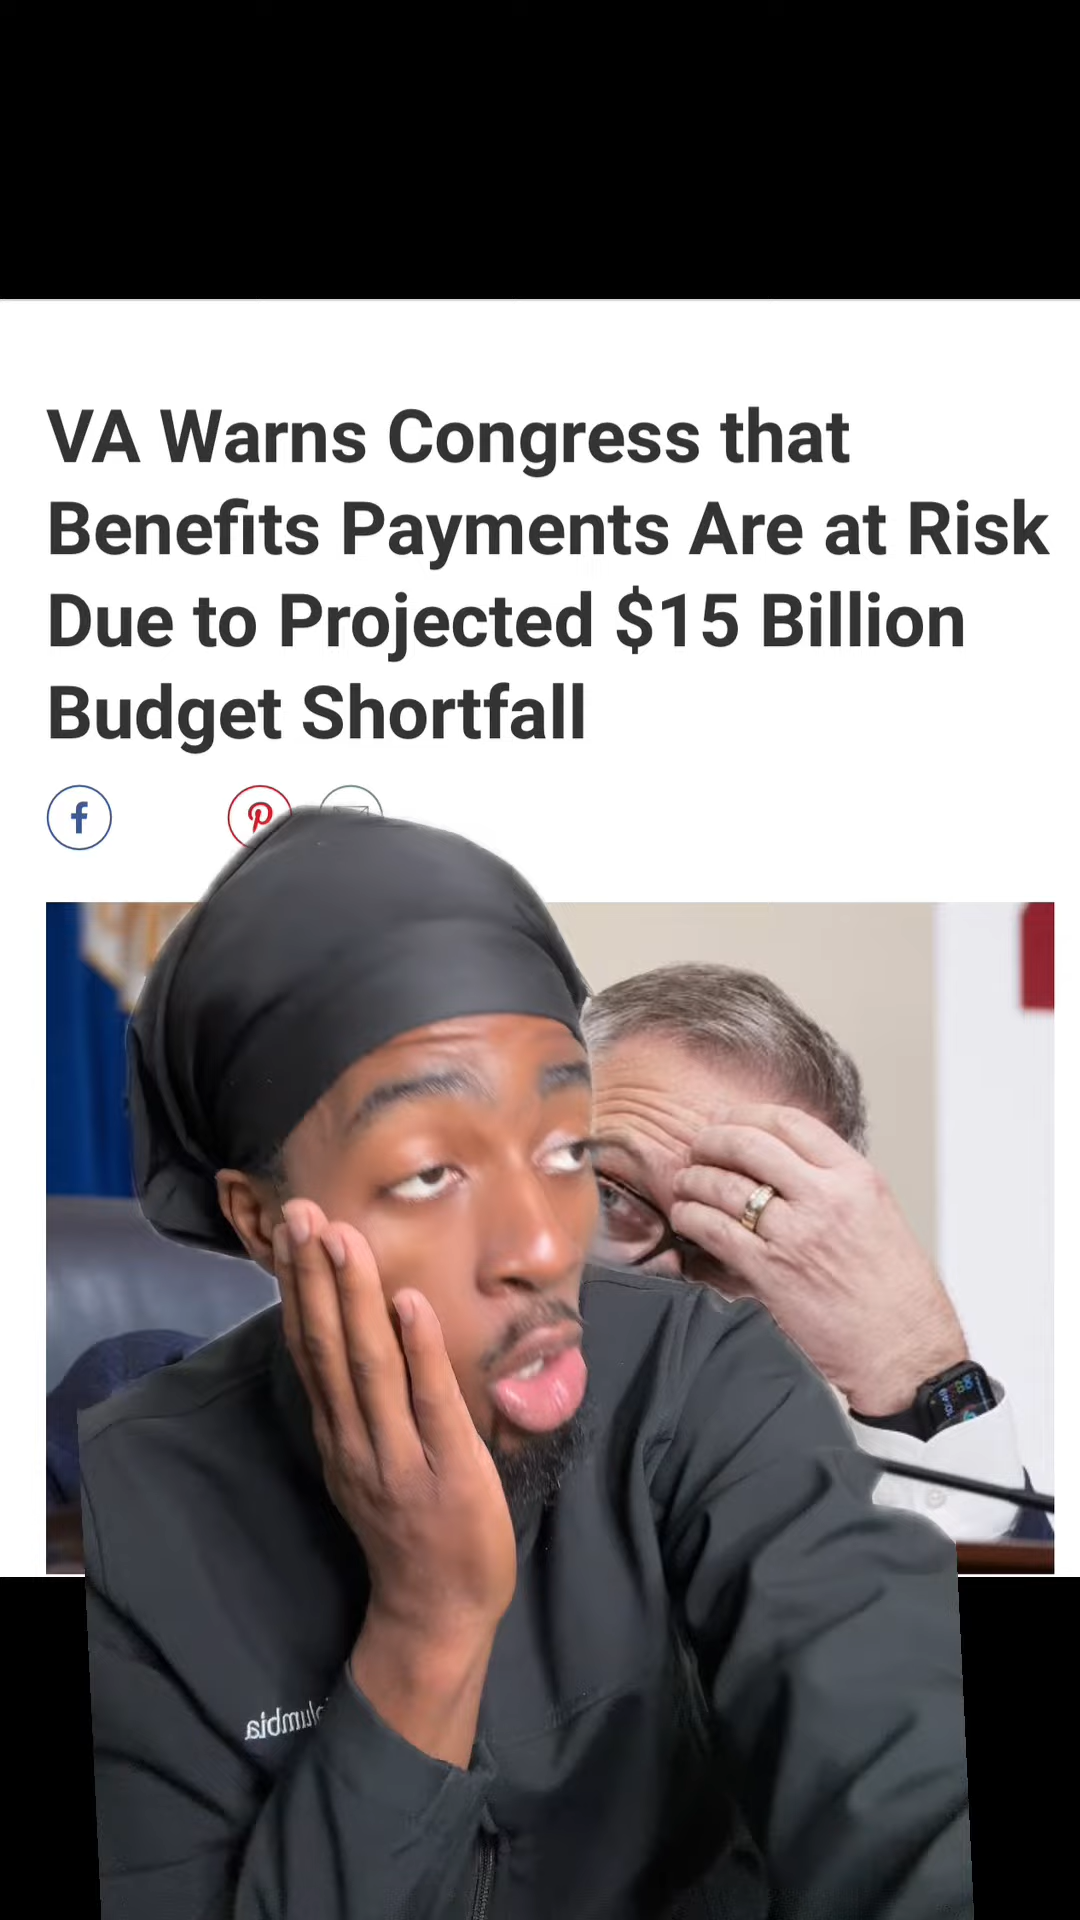 VA Warns Congress that
Benefits Payments Are at Risk
Due to Projected $15 Billion
Budget Shortfall